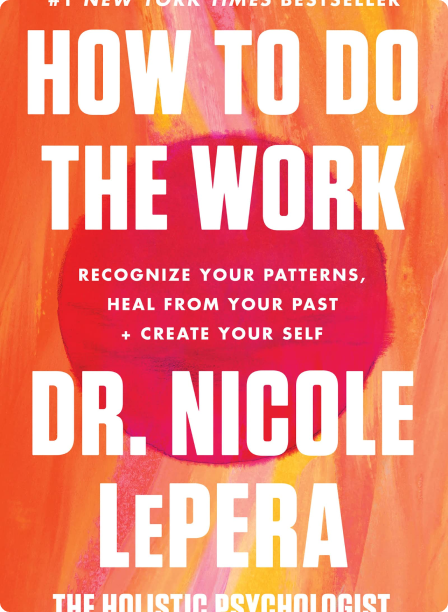 #1 NEW YORK TIMES BESTSELLER
HOW TO DO
THE WORK
RECOGNIZE YOUR PATTERNS,
HEAL FROM YOUR PAST
+ CREATE YOUR SELF
DR. NICOLE
LePERA
THE HOLISTIC PSYCHOLOGIST